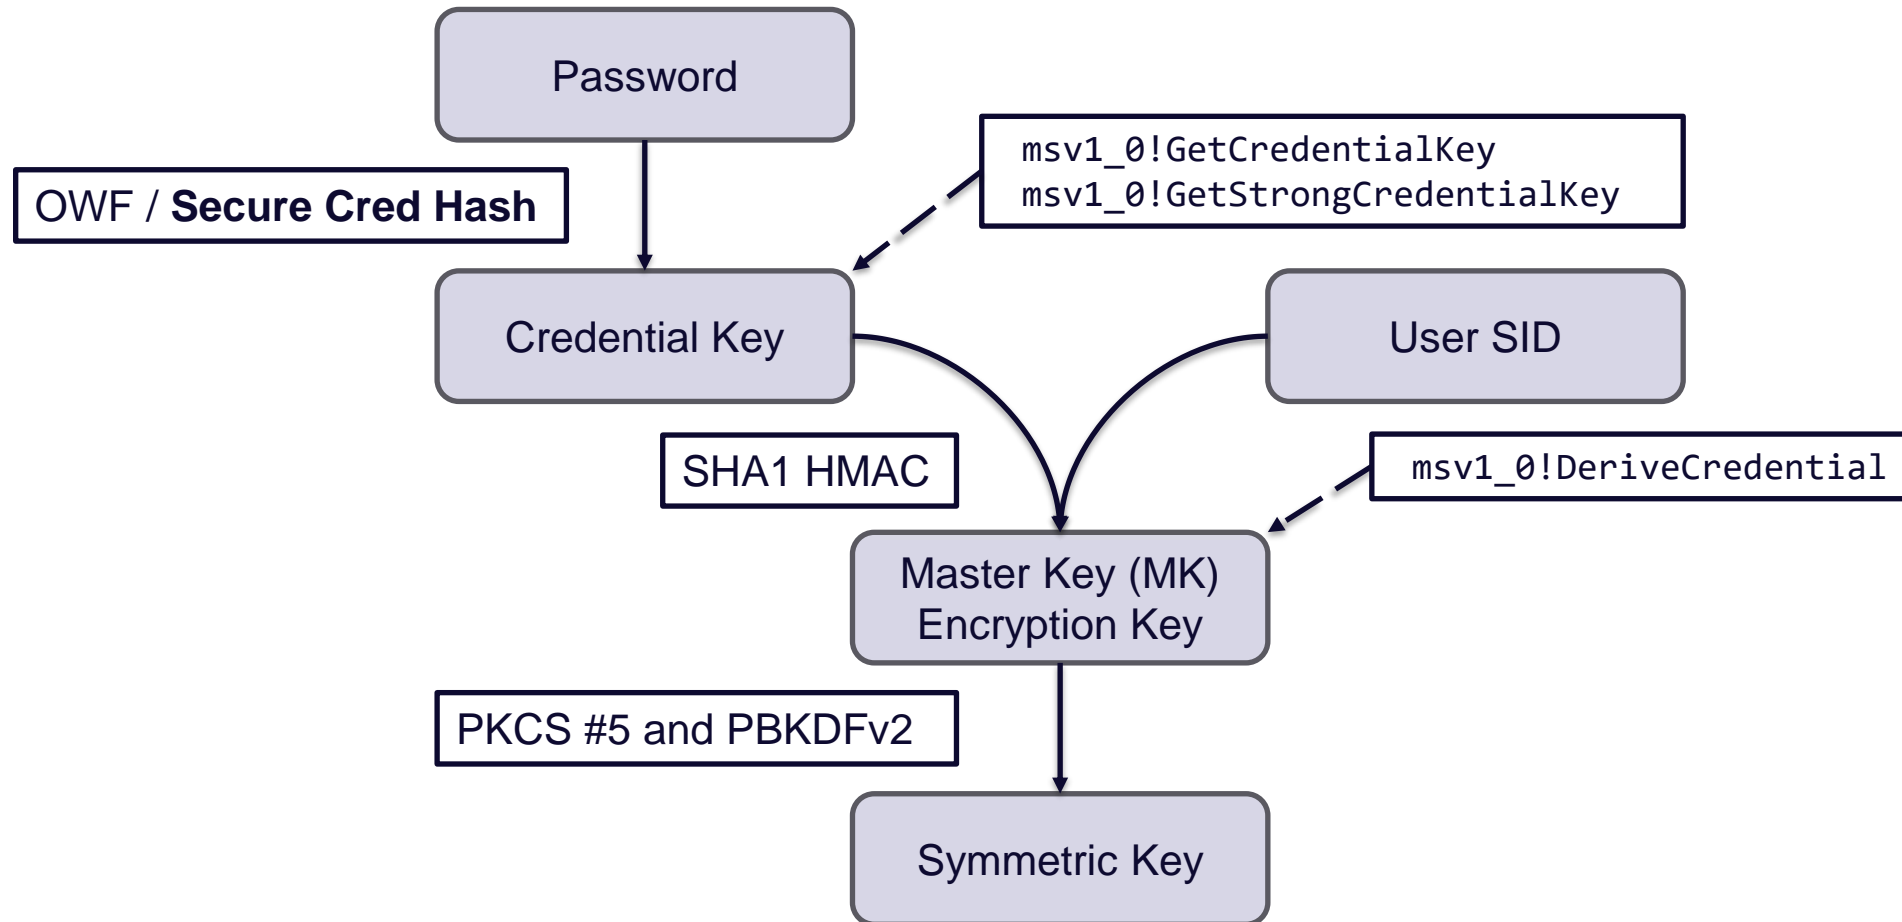 Password
msv1_0!GetCredentialKey
msv1_0!GetStrongCredentialKey
OWF / Secure Cred Hash
Credential Key
User SID
SHA1 HMAC
msv1_0!DeriveCredential
Master Key (MK)
Encryption Key
PKCS #5 and PBKDFv2
Symmetric Key